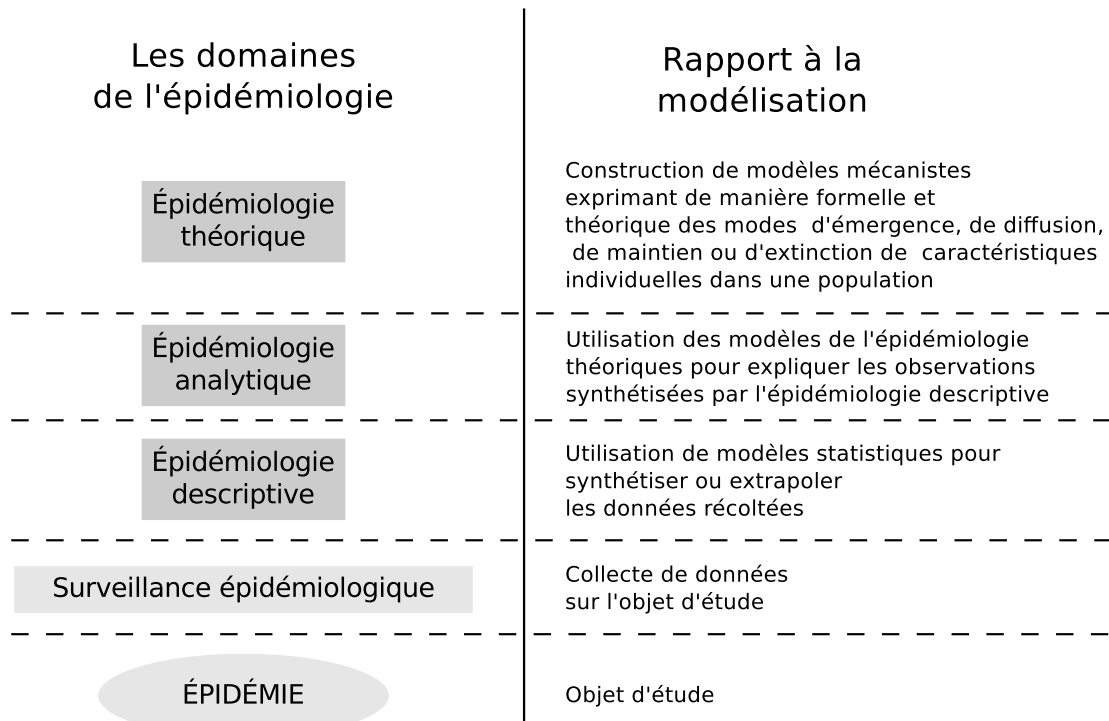 Les domaines
de l'épidémiologie
Rapport à la
modélisation
Épidémiologie
théorique
Construction de modèles mécanistes
exprimant de manière formelle et
théorique des modes d'émergence, de diffusion,
de maintien ou d'extinction de caractéristiques
individuelles dans une population
Épidémiologie
analytique
Utilisation des modèles de l'épidémiologie
théoriques pour expliquer les observations
synthétisées par l'épidémiologie descriptive
Épidémiologie
descriptive
Utilisation de modèles statistiques pour
synthétiser ou extrapoler
les données récoltées
Surveillance épidémiologique
Collecte de données
sur l'objet d'étude
ÉPIDÉMIE
Objet d'étude